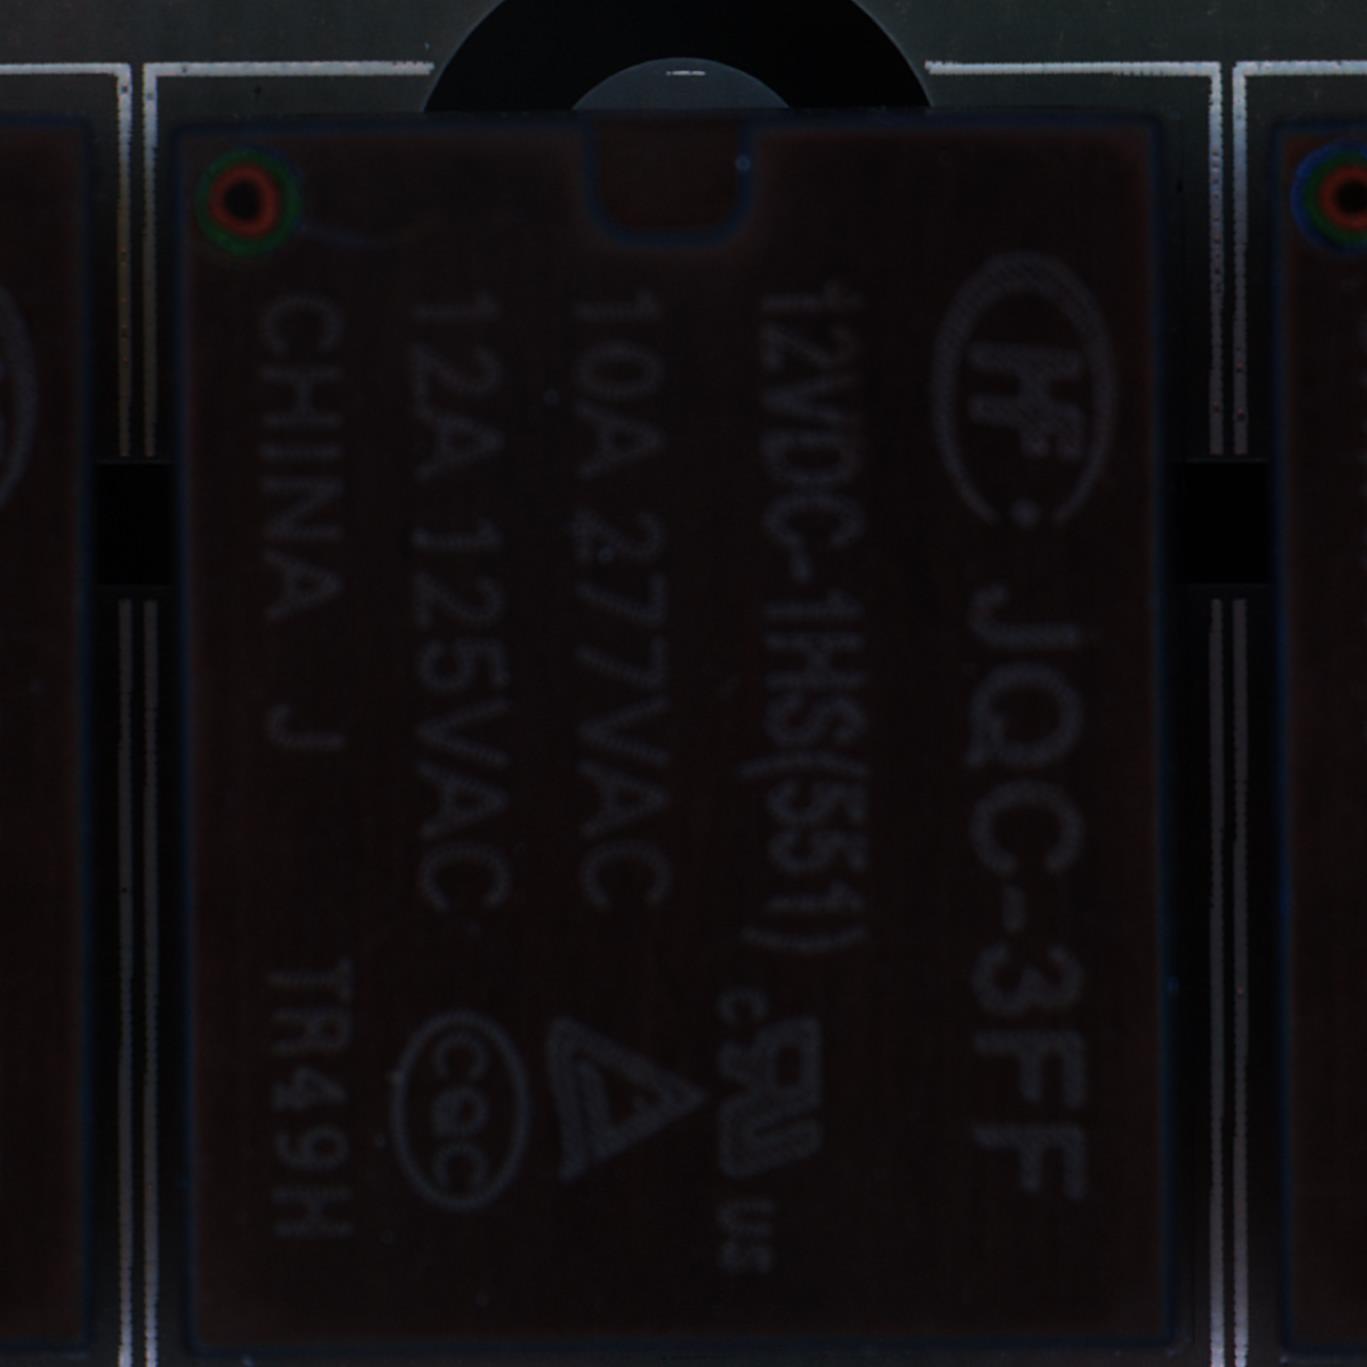 HF
JQC-3FF
12VDC-1HS(551)
c US
10A 277VAC
12A 125VAC
cqc
CHINA J TR49H